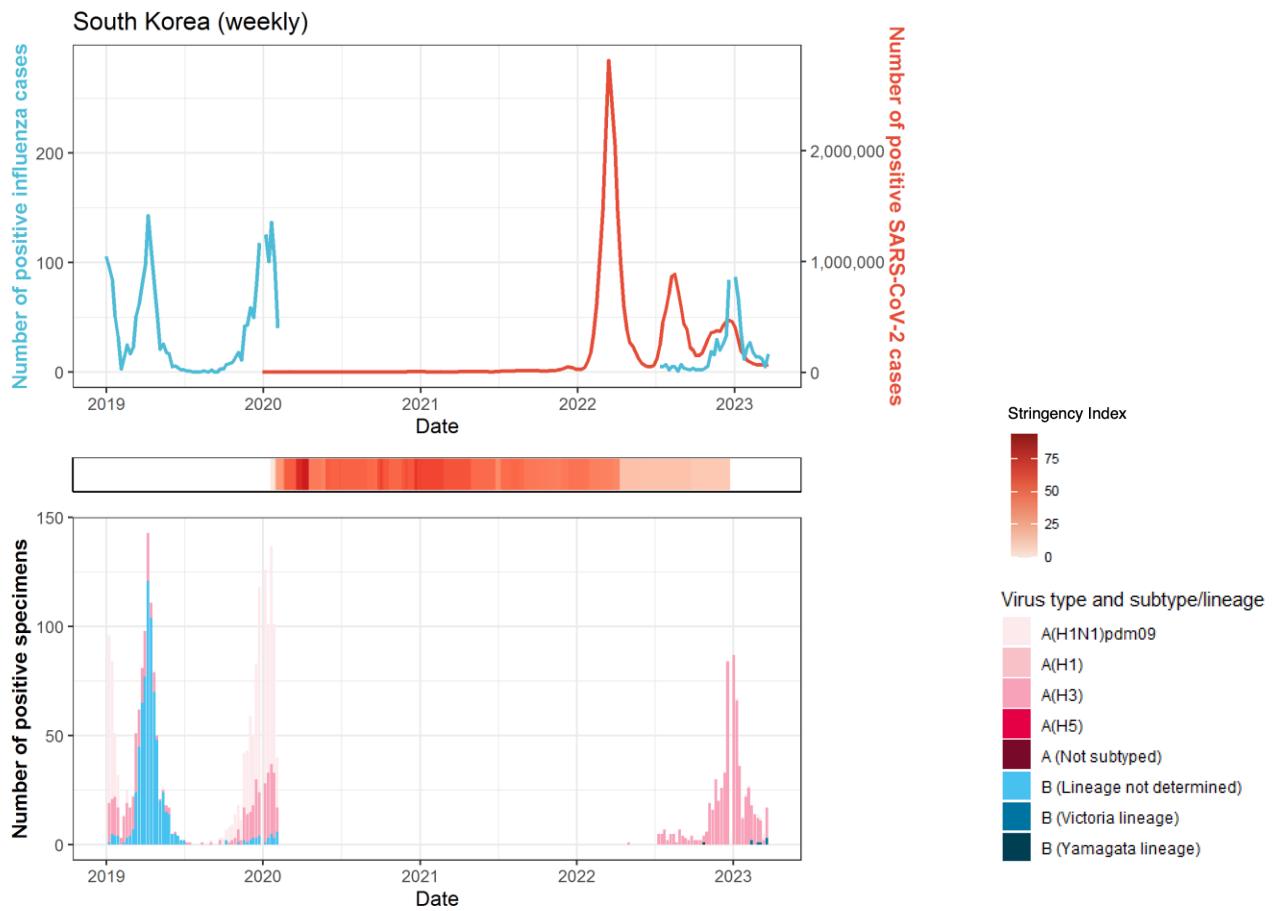 South Korea (weekly)
Number of positive influenza cases
200
100
0
2,000,000
1,000,000
0
Number of positive SARS-CoV-2 cases
2019 2020 2021 2022 2023
Date
Stringency Index
75
50
25
0
Number of positive specimens
150
100
50
0
2019 2020 2021 2022 2023
Date
Virus type and subtype/lineage
A(H1N1)pdm09
A(H1)
A(H3)
A(H5)
A (Not subtyped)
B (Lineage not determined)
B (Victoria lineage)
B (Yamagata lineage)